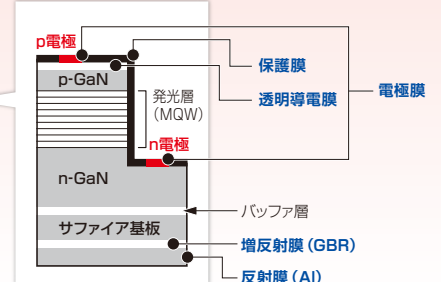 p電極
p-GaN
発光層
(MQW)
n電極
n-GaN
サファイア基板
保護膜
透明導電膜
電極膜
バッファ層
増反射膜(GBR)
反射膜(Al)